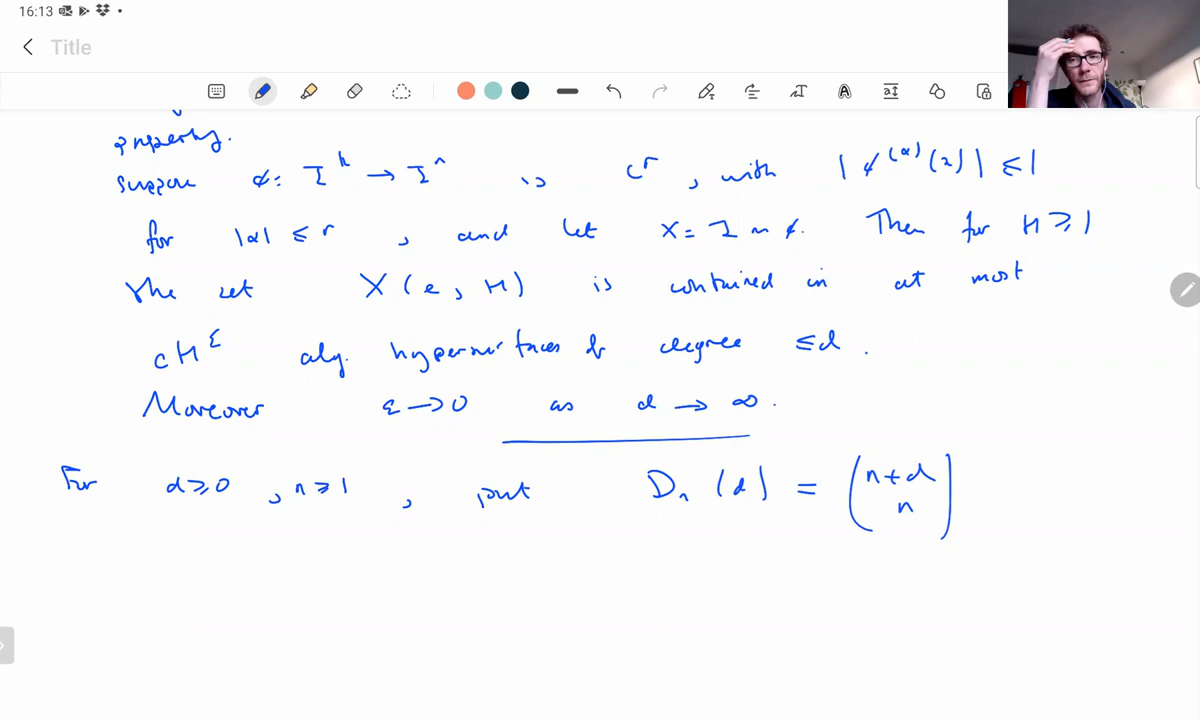 16:13
Title
property.
suppose ϕ: I^k → I^n is C^r, with |ϕ^(α)(x)| ≤ 1
for |α| ≤ r, and let X = Im ϕ. Then for H ≥ 1
the set X(e, H) is contained in at most
cH^ε alg. hypersurfaces of degree ≤ d.
Moreover ε → 0 as d → ∞.
For d ≥ 0, n ≥ 1, put D_n(d) = (n+d
n)